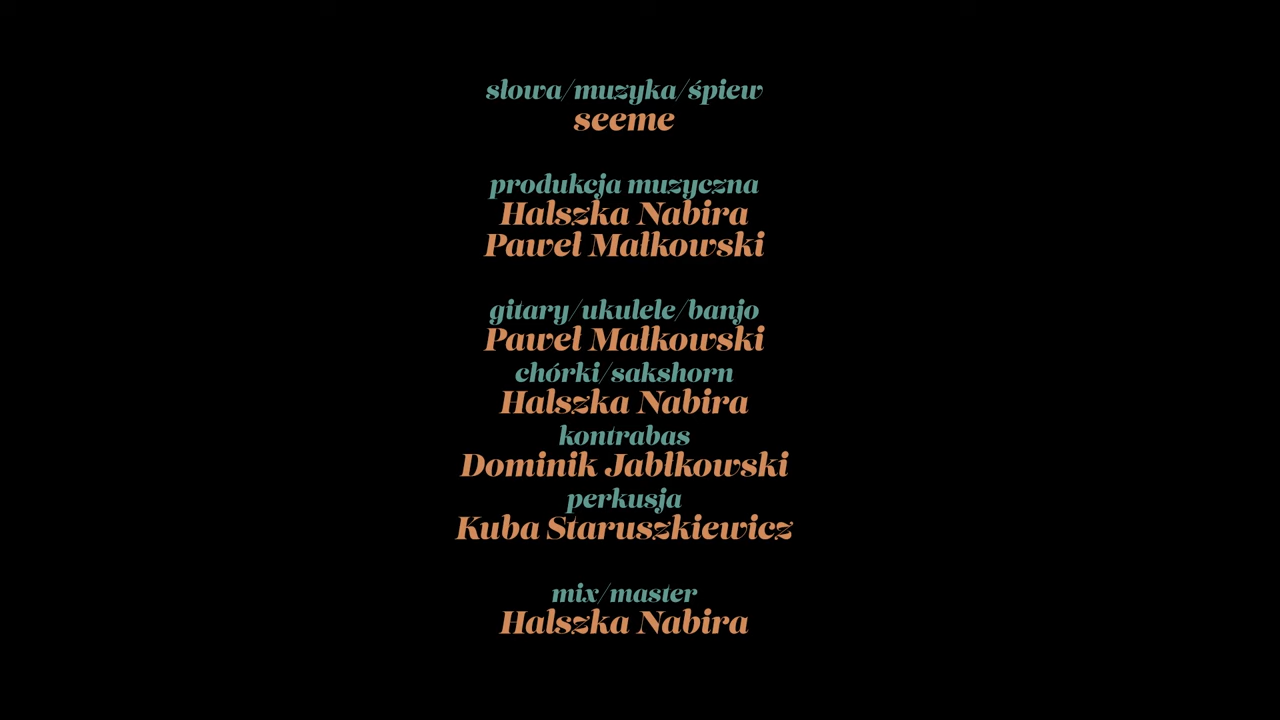 słowa/muzyka/śpiew
seeme
produkcja muzyczna
Halszka Nabira
Paweł Małkowski
gitary/ukulele/banjo
Paweł Małkowski
chórki/sakshorn
Halszka Nabira
kontrabas
Dominik Jabłkowski
perkusja
Kuba Staruszkiewicz
mix/master
Halszka Nabira